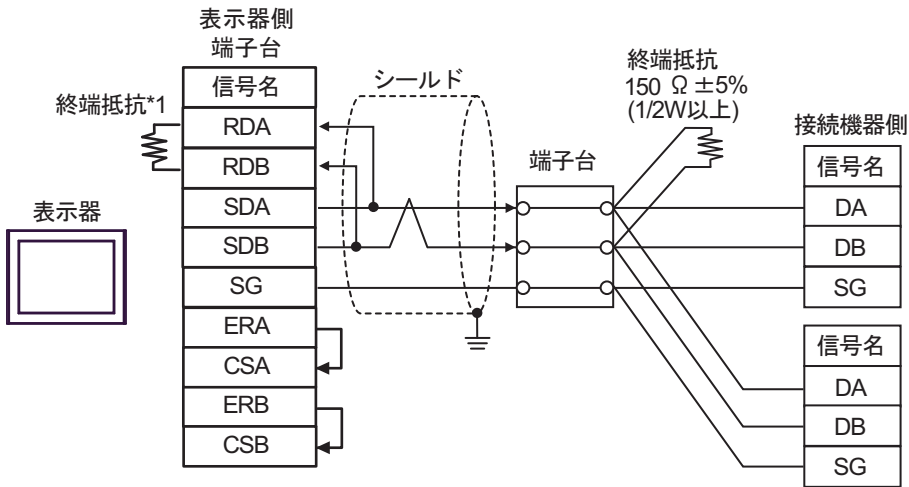 表示器側
端子台
信号名
RDA
RDB
SDA
SDB
SG
ERA
CSA
ERB
CSB
終端抵抗*1
表示器
シールド
端子台
終端抵抗
150 Ω ±5%
(1/2W以上)
接続機器側
信号名
DA
DB
SG
信号名
DA
DB
SG